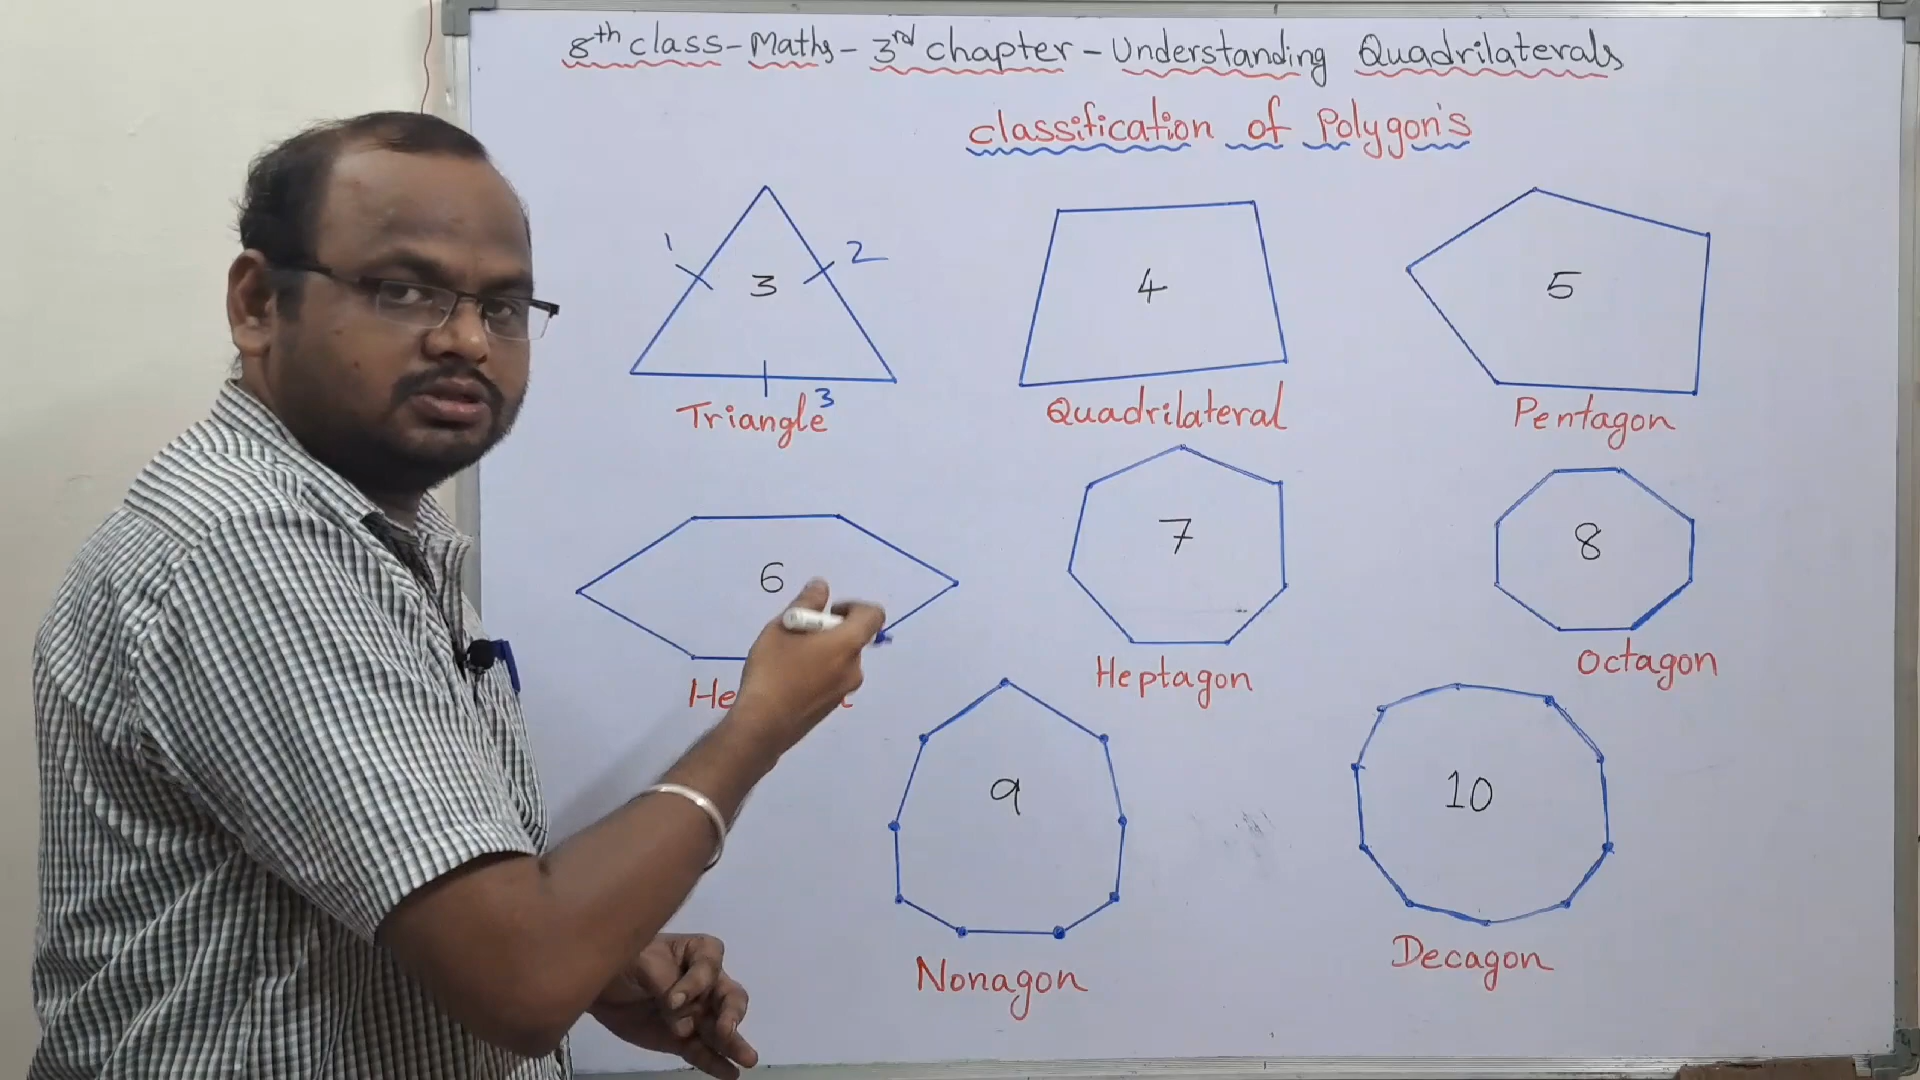 8th class - Maths - 3rd chapter - Understanding Quadrilaterals
classification of Polygon's
1
2
3
4
5
3
Triangle
Quadrilateral
Pentagon
6
7
8
Heptagon
Octagon
9
10
Nonagon
Decagon